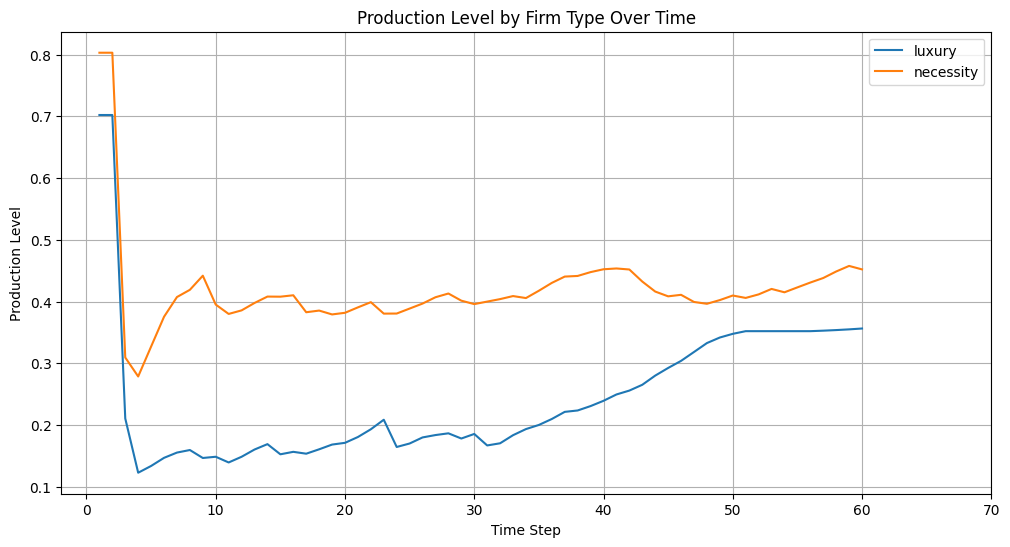 Production Level by Firm Type Over Time
luxury
necessity
Production Level
0.8
0.7
0.6
0.5
0.4
0.3
0.2
0.1
0 10 20 30 40 50 60 70
Time Step